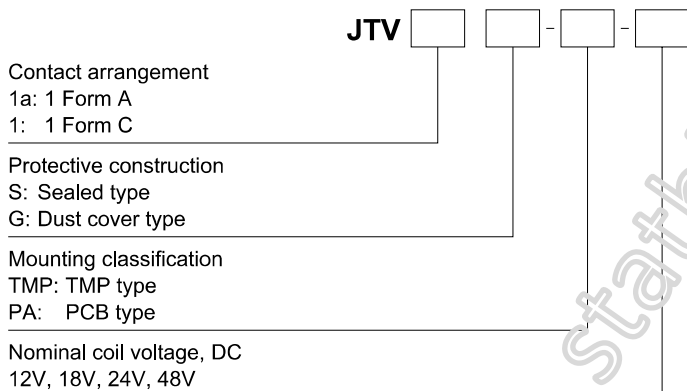 JTV - -
Contact arrangement
1a: 1 Form A
1: 1 Form C
Protective construction
S: Sealed type
G: Dust cover type
Mounting classification
TMP: TMP type
PA: PCB type
Nominal coil voltage, DC
12V, 18V, 24V, 48V